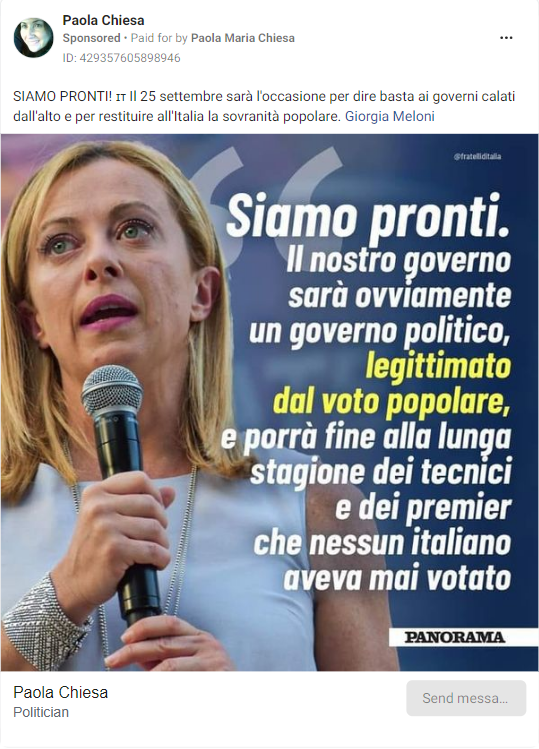 Paola Chiesa
Sponsored • Paid for by Paola Maria Chiesa
ID: 429357605898946
SIAMO PRONTI! ɪᴛ Il 25 settembre sarà l'occasione per dire basta ai governi calati
dall'alto e per restituire all'Italia la sovranità popolare. Giorgia Meloni
@fratelliditalia
Siamo pronti.
Il nostro governo
sarà ovviamente
un governo politico,
legittimato
dal voto popolare,
e porrà fine alla lunga
stagione dei tecnici
e dei premier
che nessun italiano
aveva mai votato
PANORAMA
Paola Chiesa
Politician
Send messa...